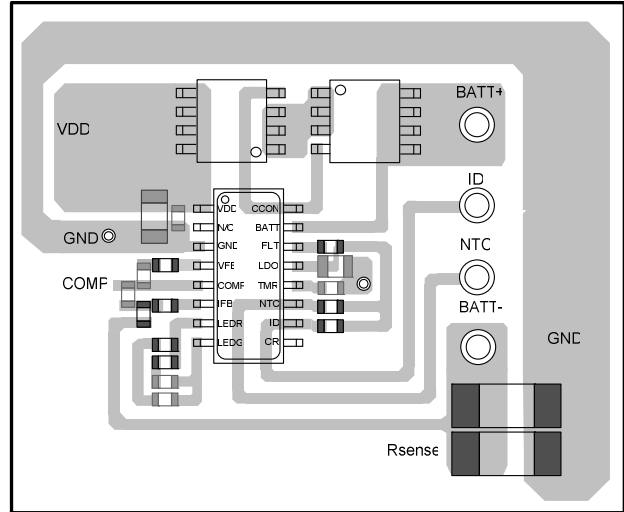 BATT+
VDD
ID
VDD CCON
N/C BATT
GND
GND FLT
NTC
VFB LDO
COMP
COMP TMR
IFB NTC
BATT-
LEDR ID
GND
LEDG CR
Rsense